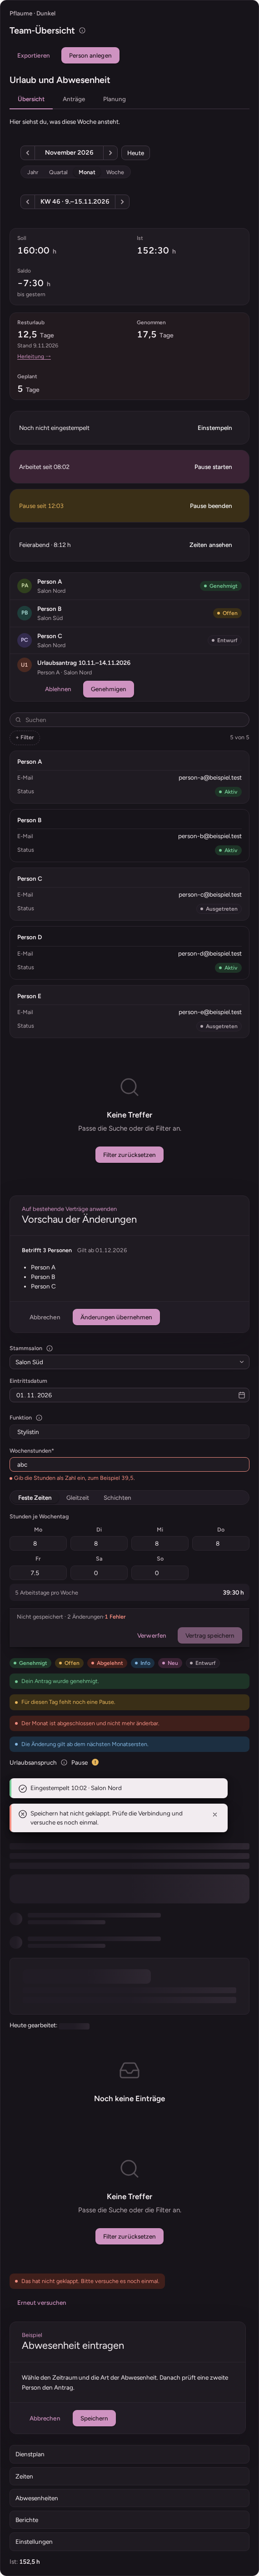 Pflaume · Dunkel
Team-Übersicht
Exportieren
Person anlegen
Urlaub und Abwesenheit
Übersicht
Anträge
Planung
Hier siehst du, was diese Woche ansteht.
November 2026
Heute
Jahr
Quartal
Monat
Woche
KW 46 · 9.–15.11.2026
Soll
160:00 h
Ist
152:30 h
Saldo
−7:30 h
bis gestern
Resturlaub
12,5 Tage
Stand 9.11.2026
Herleitung →
Genommen
17,5 Tage
Geplant
5 Tage
Noch nicht eingestempelt
Einstempeln
Arbeitet seit 08:02
Pause starten
Pause seit 12:03
Pause beenden
Feierabend · 8:12 h
Zeiten ansehen
PA
Person A
Salon Nord
Genehmigt
PB
Person B
Salon Süd
Offen
PC
Person C
Salon Nord
Entwurf
U1
Urlaubsantrag 10.11.–14.11.2026
Person A · Salon Nord
Ablehnen
Genehmigen
Suchen
+ Filter
5 von 5
Person A
E-Mail
person-a@beispiel.test
Status
Aktiv
Person B
E-Mail
person-b@beispiel.test
Status
Aktiv
Person C
E-Mail
person-c@beispiel.test
Status
Ausgetreten
Person D
E-Mail
person-d@beispiel.test
Status
Aktiv
Person E
E-Mail
person-e@beispiel.test
Status
Ausgetreten
Keine Treffer
Passe die Suche oder die Filter an.
Filter zurücksetzen
Auf bestehende Verträge anwenden
Vorschau der Änderungen
Betrifft 3 Personen
Gilt ab 01.12.2026
Person A
Person B
Person C
Abbrechen
Änderungen übernehmen
Stammsalon
Salon Süd
Eintrittsdatum
01.11.2026
Funktion
Stylistin
Wochenstunden*
abc
Gib die Stunden als Zahl ein, zum Beispiel 39,5.
Feste Zeiten
Gleitzeit
Schichten
Stunden je Wochentag
Mo
Di
Mi
Do
8
8
8
8
Fr
Sa
So
7.5
0
0
5 Arbeitstage pro Woche
39:30 h
Nicht gespeichert · 2 Änderungen 1 Fehler
Verwerfen
Vertrag speichern
Genehmigt
Offen
Abgelehnt
Info
Neu
Entwurf
Dein Antrag wurde genehmigt.
Für diesen Tag fehlt noch eine Pause.
Der Monat ist abgeschlossen und nicht mehr änderbar.
Die Änderung gilt ab dem nächsten Monatsersten.
Urlaubsanspruch
Pause
Eingestempelt 10:02 · Salon Nord
Speichern hat nicht geklappt. Prüfe die Verbindung und
versuche es noch einmal.
Heute gearbeitet:
Noch keine Einträge
Keine Treffer
Passe die Suche oder die Filter an.
Filter zurücksetzen
Das hat nicht geklappt. Bitte versuche es noch einmal.
Erneut versuchen
Beispiel
Abwesenheit eintragen
Wähle den Zeitraum und die Art der Abwesenheit. Danach prüft eine zweite
Person den Antrag.
Abbrechen
Speichern
Dienstplan
Zeiten
Abwesenheiten
Berichte
Einstellungen
Ist: 152,5 h